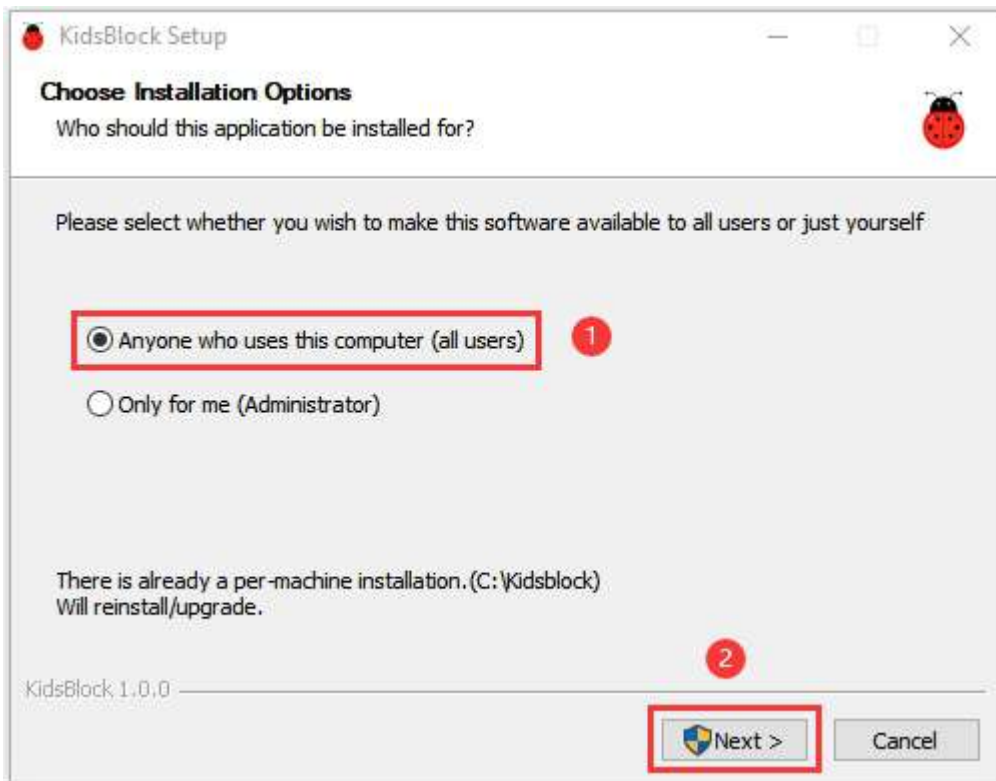 KidsBlock Setup
Choose Installation Options
Who should this application be installed for?
Please select whether you wish to make this software available to all users or just yourself
Anyone who uses this computer (all users)
1
Only for me (Administrator)
There is already a per-machine installation.(C:\Kidsblock)
Will reinstall/upgrade.
2
KidsBlock 1.0.0
Next >
Cancel